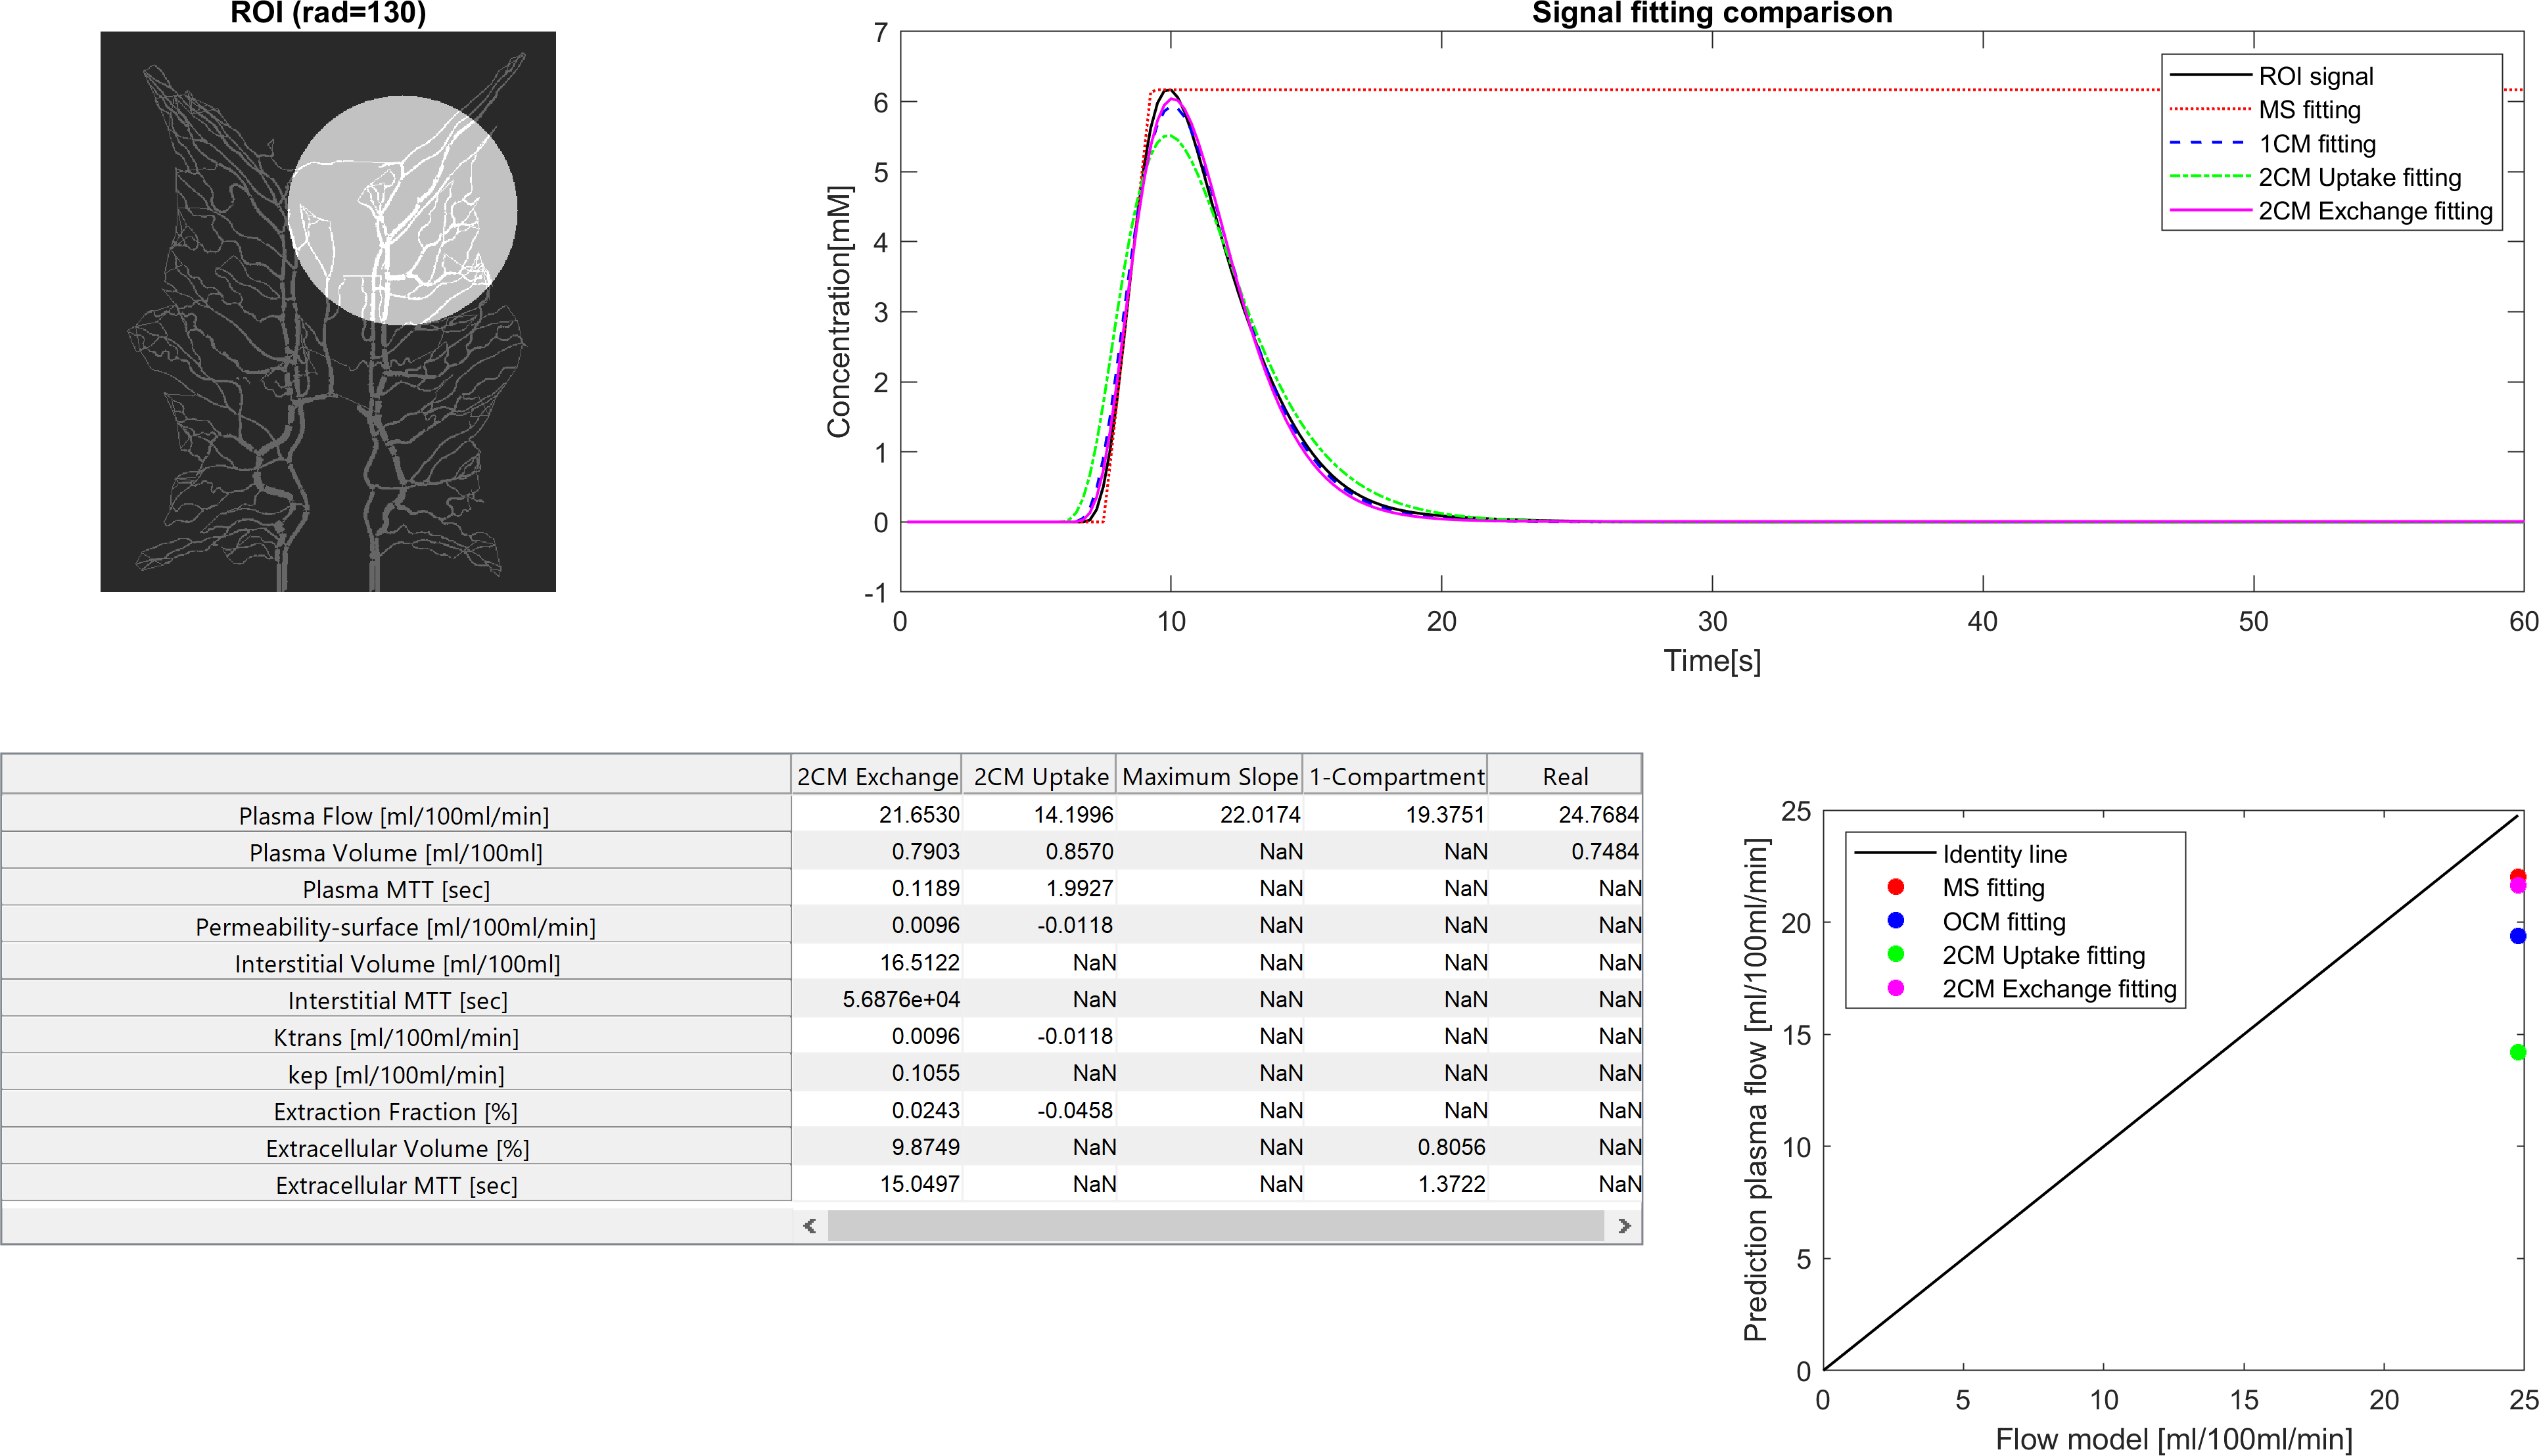 ROI (rad=130)
Signal fitting comparison
7
6
5
4
3
2
1
0
-1
Concentration[mM]
0 10 20 30 40 50 60
Time[s]
ROI signal
MS fitting
1CM fitting
2CM Uptake fitting
2CM Exchange fitting
2CM Exchange 2CM Uptake Maximum Slope 1-Compartment Real
Plasma Flow [ml/100ml/min] 21.6530 14.1996 22.0174 19.3751 24.7684
Plasma Volume [ml/100ml] 0.7903 0.8570 NaN NaN 0.7484
Plasma MTT [sec] 0.1189 1.9927 NaN NaN NaN
Permeability-surface [ml/100ml/min] 0.0096 -0.0118 NaN NaN NaN
Interstitial Volume [ml/100ml] 16.5122 NaN NaN NaN NaN
Interstitial MTT [sec] 5.6876e+04 NaN NaN NaN NaN
Ktrans [ml/100ml/min] 0.0096 -0.0118 NaN NaN NaN
kep [ml/100ml/min] 0.1055 NaN NaN NaN NaN
Extraction Fraction [%] 0.0243 -0.0458 NaN NaN NaN
Extracellular Volume [%] 9.8749 NaN NaN 0.8056 NaN
Extracellular MTT [sec] 15.0497 NaN NaN 1.3722 NaN
25
20
15
10
5
0
Prediction plasma flow [ml/100ml/min]
Identity line
MS fitting
OCM fitting
2CM Uptake fitting
2CM Exchange fitting
0 5 10 15 20 25
Flow model [ml/100ml/min]